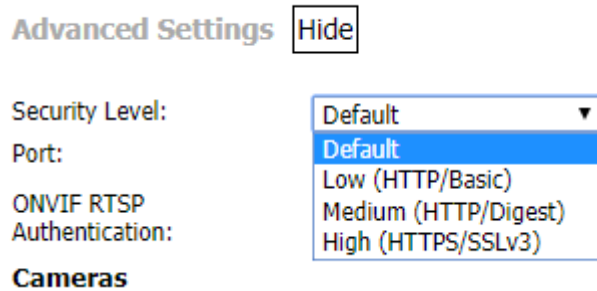 Advanced Settings Hide
Security Level: Default
Port: Default
Low (HTTP/Basic)
ONVIF RTSP Medium (HTTP/Digest)
Authentication: High (HTTPS/SSLv3)
Cameras